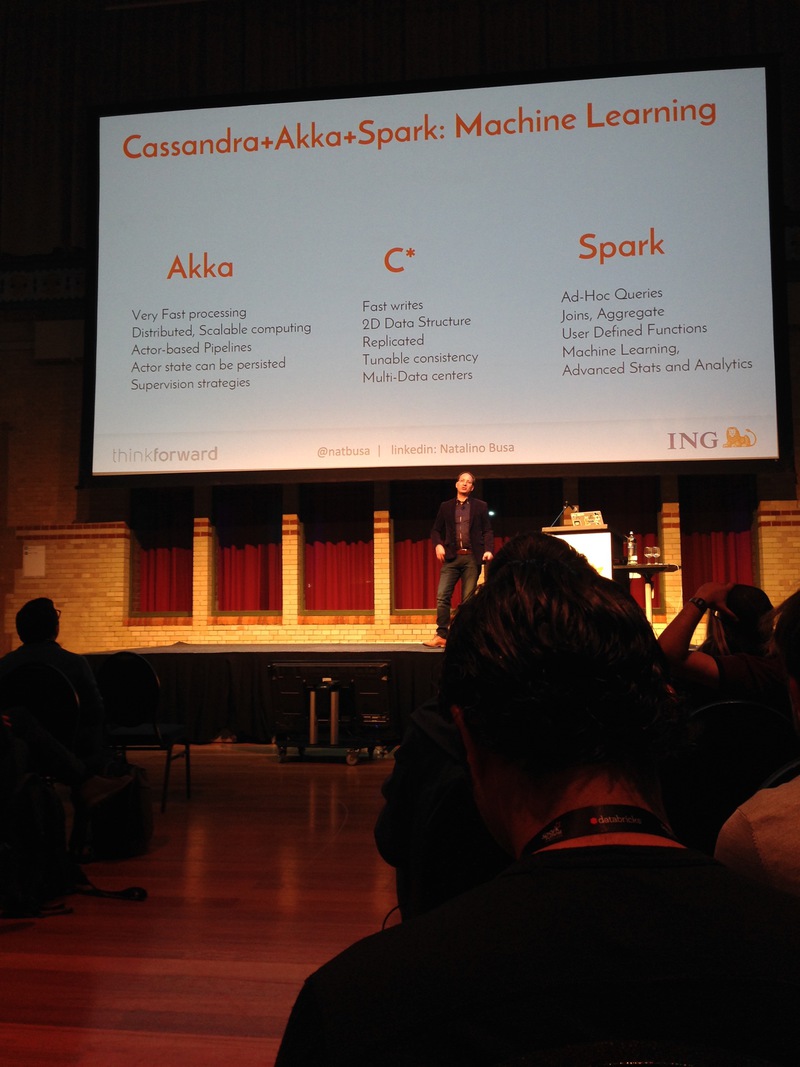 Cassandra+Akka+Spark: Machine Learning
Akka
Very Fast processing
Distributed, Scalable computing
Actor-based Pipelines
Actor state can be persisted
Supervision strategies
C*
Fast writes
2D Data Structure
Replicated
Tunable consistency
Multi-Data centers
Spark
Ad-Hoc Queries
Joins, Aggregate
User Defined Functions
Machine Learning,
Advanced Stats and Analytics
thinkforward
@natbusa | linkedin: Natalino Busa
ING
databricks